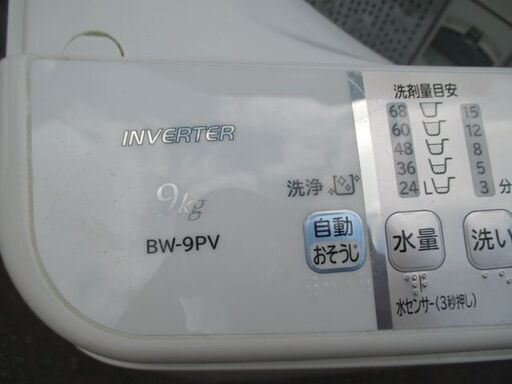 INVERTER
9kg
BW-9PV
洗浄
自動
おそうじ
洗剤量目安
68 15
60 12
48 8
36 5
24 L 3 分
水量
洗い
水センサー(3秒押し)